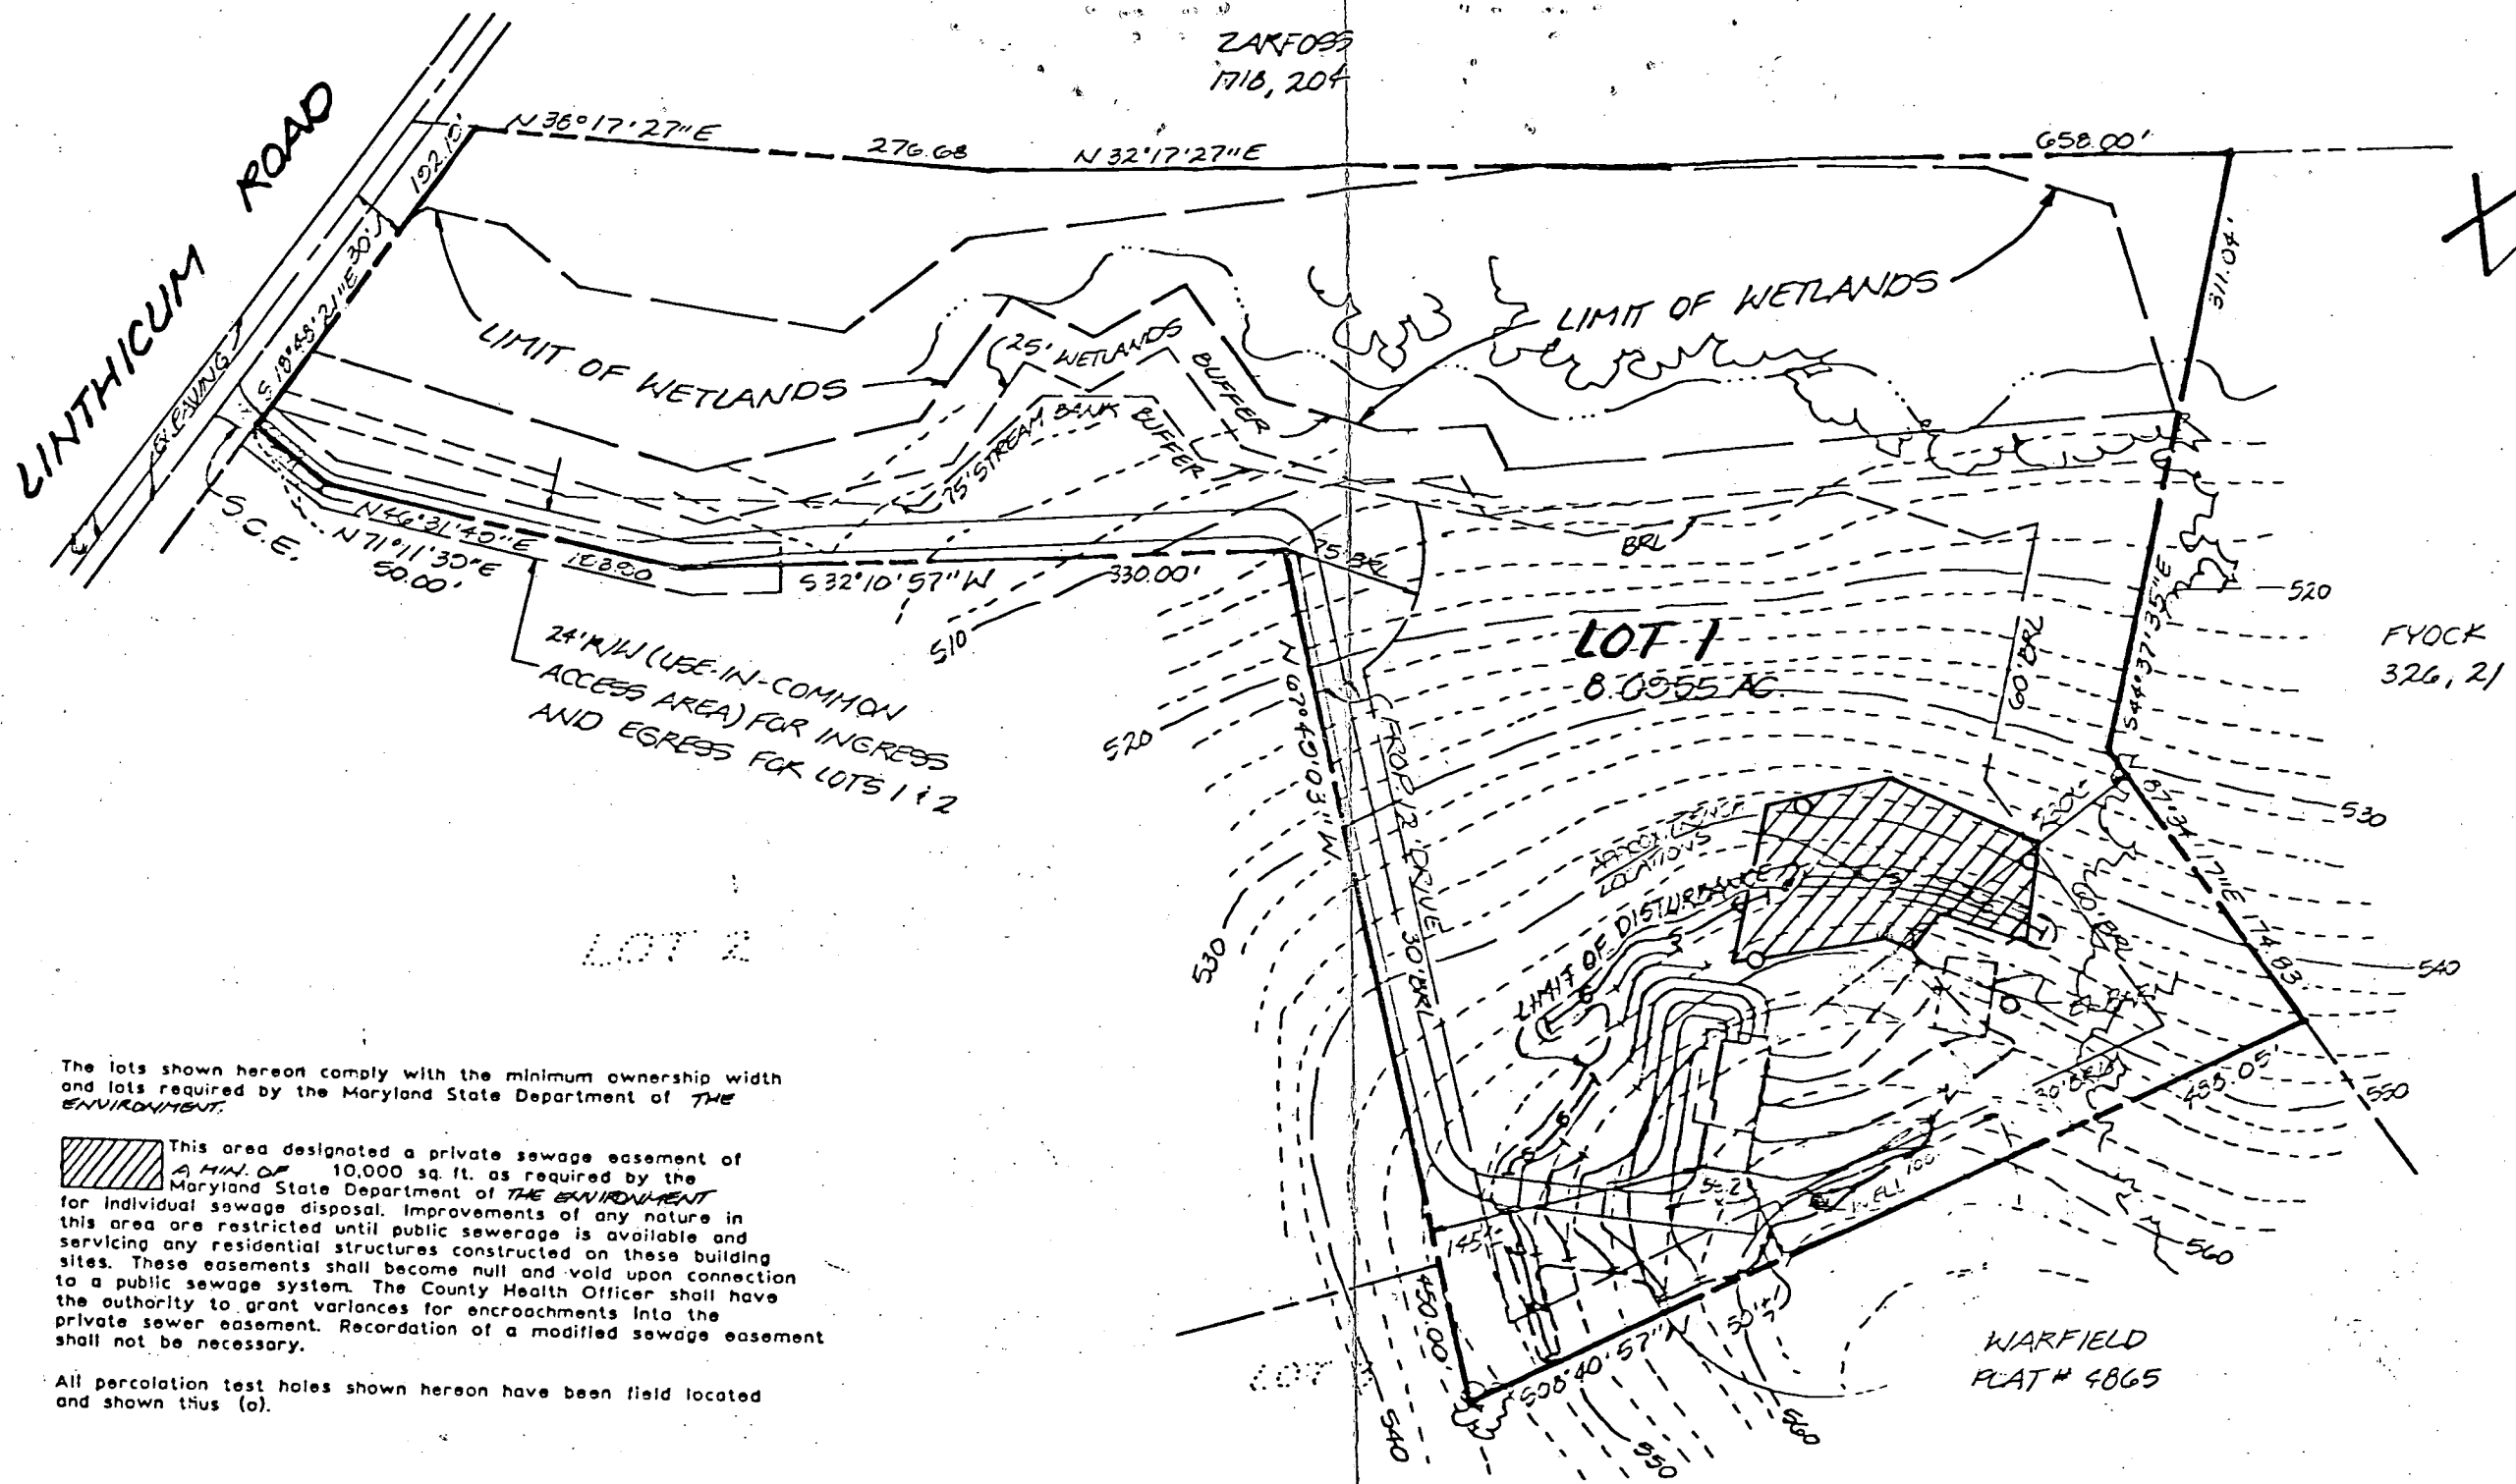 ZARFOSS
718, 204
LINTHICUM ROAD
EX. PAVING
192.10'
N 36°17'27"E
276.68
N 32°17'27"E
658.00'
311.04'
30'
S 18°48'21"E
LIMIT OF WETLANDS
LIMIT OF WETLANDS
25' WETLANDS BUFFER
75' STREAM BANK BUFFER
S.C.E.
N 46°31'40"E
N 71°11'30"E
50.00'
S 32°10'57"W
330.00'
75' BRL
BRL
24' R/W (USE-IN-COMMON
ACCESS AREA) FOR INGRESS
AND EGRESS FOR LOTS 1 & 2
510
520
520
LOT 1
60' BRL
S 44°37'35"E
FYOCK
326, 21
N 67°40'03"W
PROP. 12' DRIVE
30' BRL
530
530
APPROX. TRENCH
LOCATIONS
LIMIT OF DISTURBANCE
60' BRL
174.83
540
LOT 2
The lots shown hereon comply with the minimum ownership width
and lots required by the Maryland State Department of THE
ENVIRONMENT.
This area designated a private sewage easement of
A MIN. OF 10,000 sq. ft. as required by the
Maryland State Department of THE ENVIRONMENT
for individual sewage disposal. Improvements of any nature in
this area are restricted until public sewerage is available and
servicing any residential structures constructed on these building
sites. These easements shall become null and void upon connection
to a public sewage system. The County Health Officer shall have
the authority to grant variances for encroachments into the
private sewer easement. Recordation of a modified sewage easement
shall not be necessary.
All percolation test holes shown hereon have been field located
and shown thus (o).
30' BRL
488.05'
550
WELL
100'
145'
450.00'
560
S 08°40'57"W
LOT
540
550
560
WARFIELD
PLAT # 4865